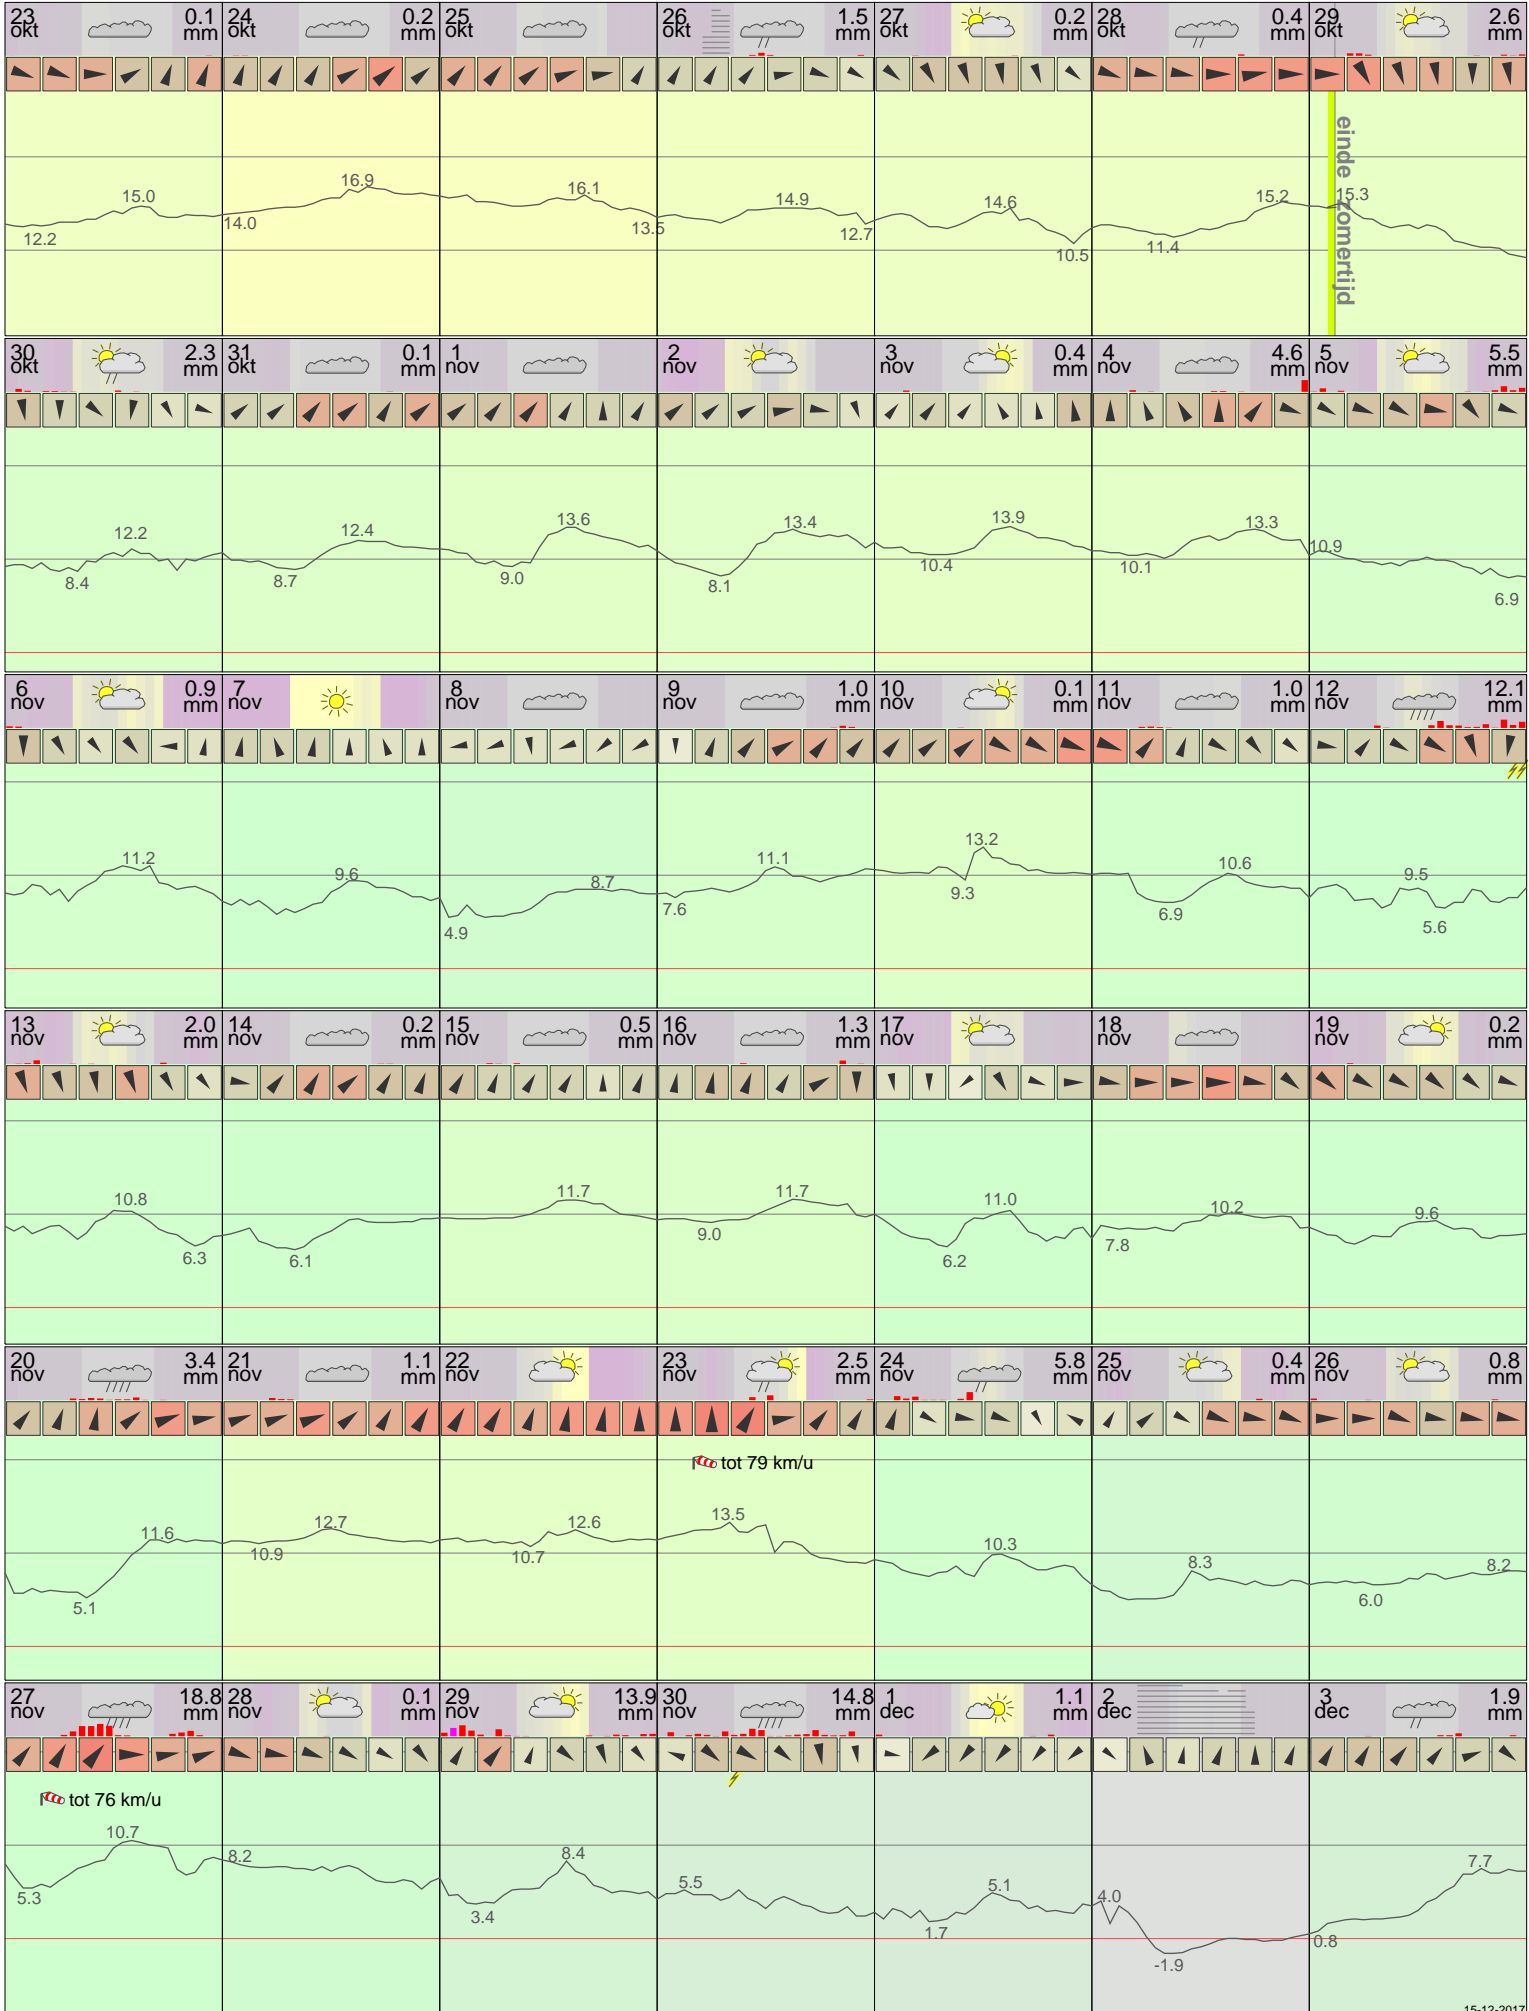 23 okt 0.1 mm
24 okt 0.2 mm
25 okt
26 okt 1.5 mm
27 okt 0.2 mm
28 okt 0.4 mm
29 okt 2.6 mm
einde zomertijd
12.2 15.0
14.0 16.9
16.1 13.5
14.9 12.7
14.6 10.5
11.4 15.2
15.3
30 okt 2.3 mm
31 okt 0.1 mm
1 nov
2 nov
3 nov 0.4 mm
4 nov 4.6 mm
5 nov 5.5 mm
8.4 12.2
8.7 12.4
9.0 13.6
8.1 13.4
10.4 13.9
10.1 13.3
10.9 6.9
6 nov 0.9 mm
7 nov
8 nov
9 nov 1.0 mm
10 nov 0.1 mm
11 nov 1.0 mm
12 nov 12.1 mm
11.2
9.6
4.9 8.7
7.6 11.1
9.3 13.2
6.9 10.6
9.5 5.6
13 nov 2.0 mm
14 nov 0.2 mm
15 nov 0.5 mm
16 nov 1.3 mm
17 nov
18 nov
19 nov 0.2 mm
10.8 6.3
6.1
11.7
9.0 11.7
6.2 11.0
7.8 10.2
9.6
20 nov 3.4 mm
21 nov 1.1 mm
22 nov
23 nov 2.5 mm
24 nov 5.8 mm
25 nov 0.4 mm
26 nov 0.8 mm
tot 79 km/u
5.1 11.6
10.9 12.7
10.7 12.6
13.5
10.3
8.3
6.0 8.2
27 nov 18.8 mm
28 nov 0.1 mm
29 nov 13.9 mm
30 nov 14.8 mm
1 dec 1.1 mm
2 dec
3 dec 1.9 mm
tot 76 km/u
5.3 10.7
8.2
3.4 8.4
5.5
1.7 5.1
4.0 -1.9
0.8 7.7
15-12-2017